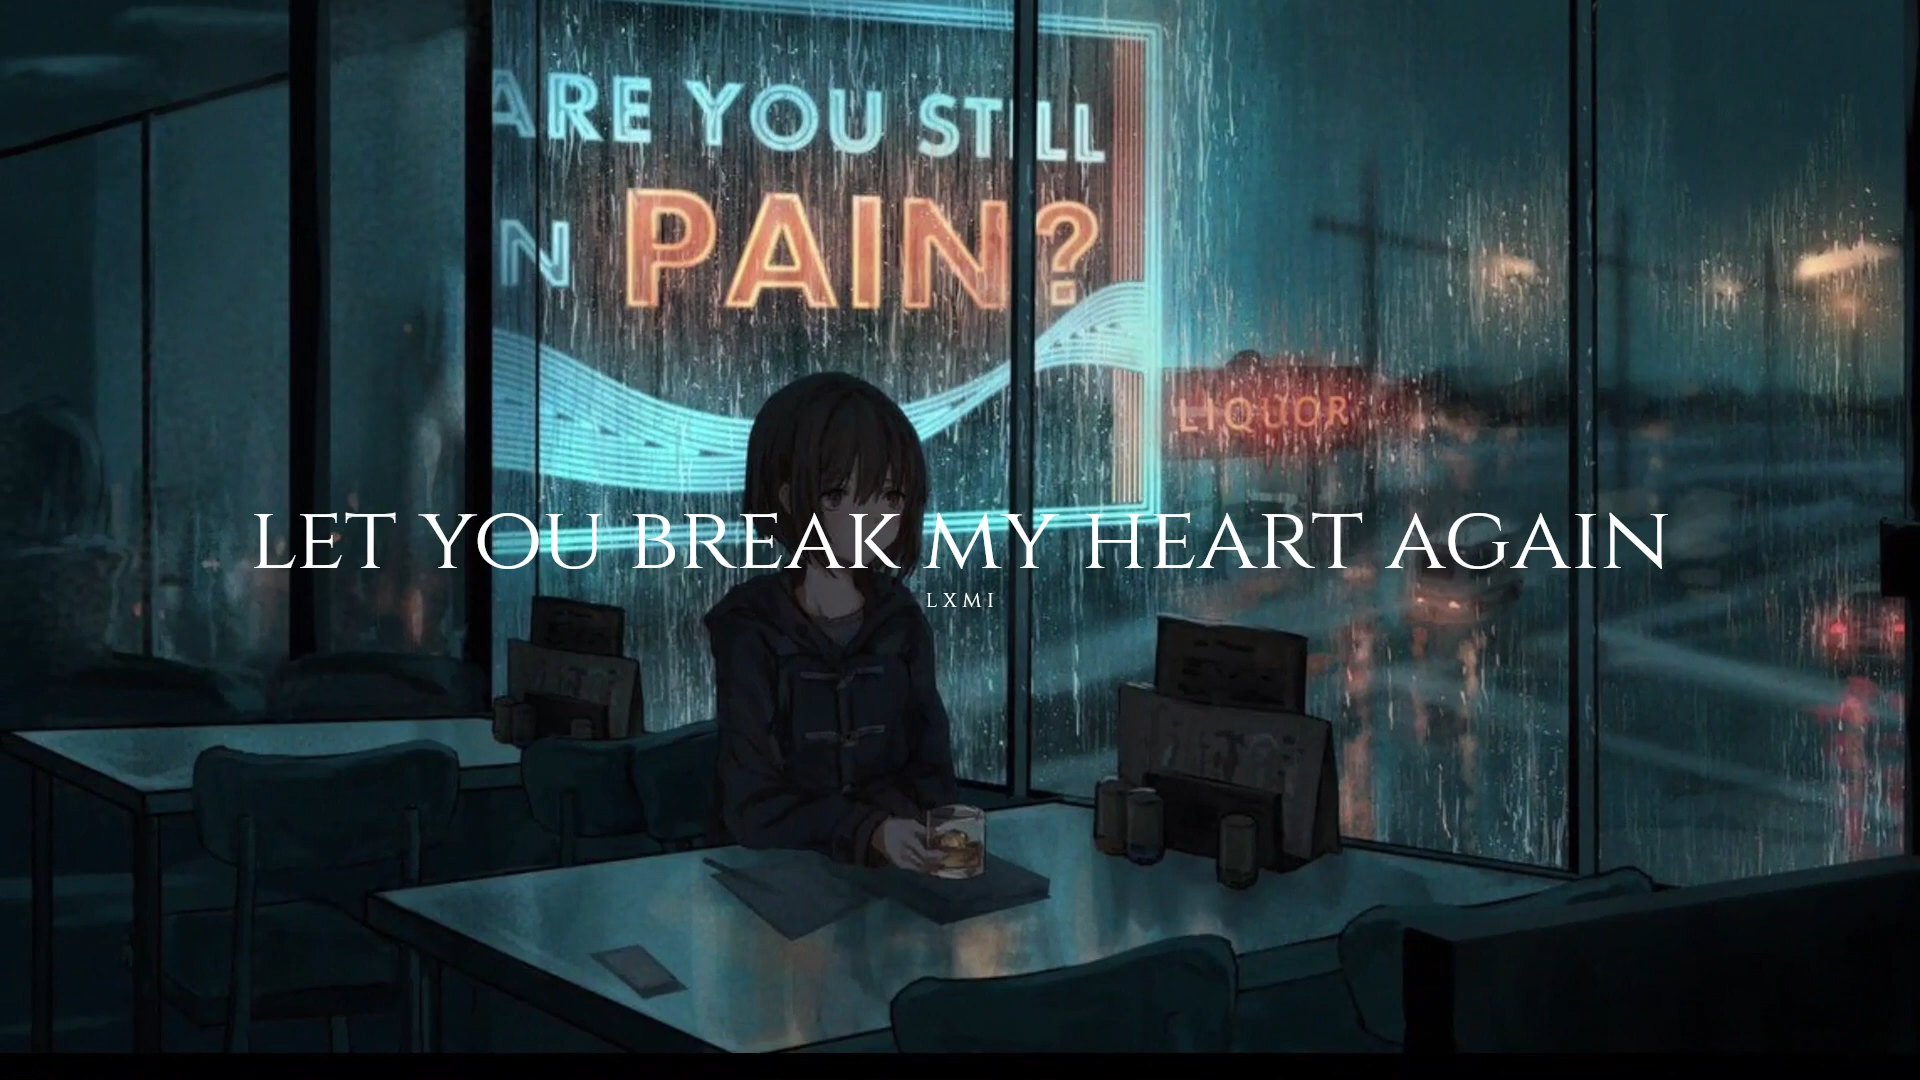 ARE YOU STILL
N PAIN?
LIQUOR
LET YOU BREAK MY HEART AGAIN
LXMI